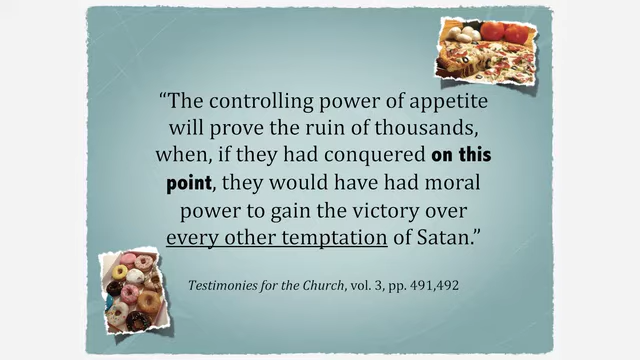 “The controlling power of appetite
will prove the ruin of thousands,
when, if they had conquered on this
point, they would have had moral
power to gain the victory over
every other temptation of Satan.”
Testimonies for the Church, vol. 3, pp. 491,492